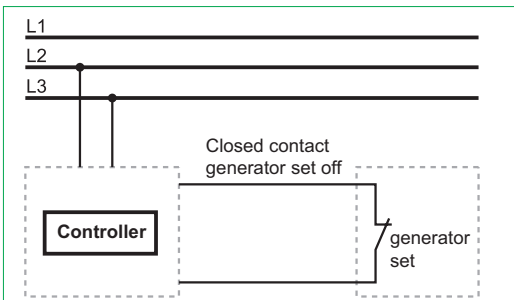 L1
L2
L3
Closed contact
generator set off
Controller
generator
set